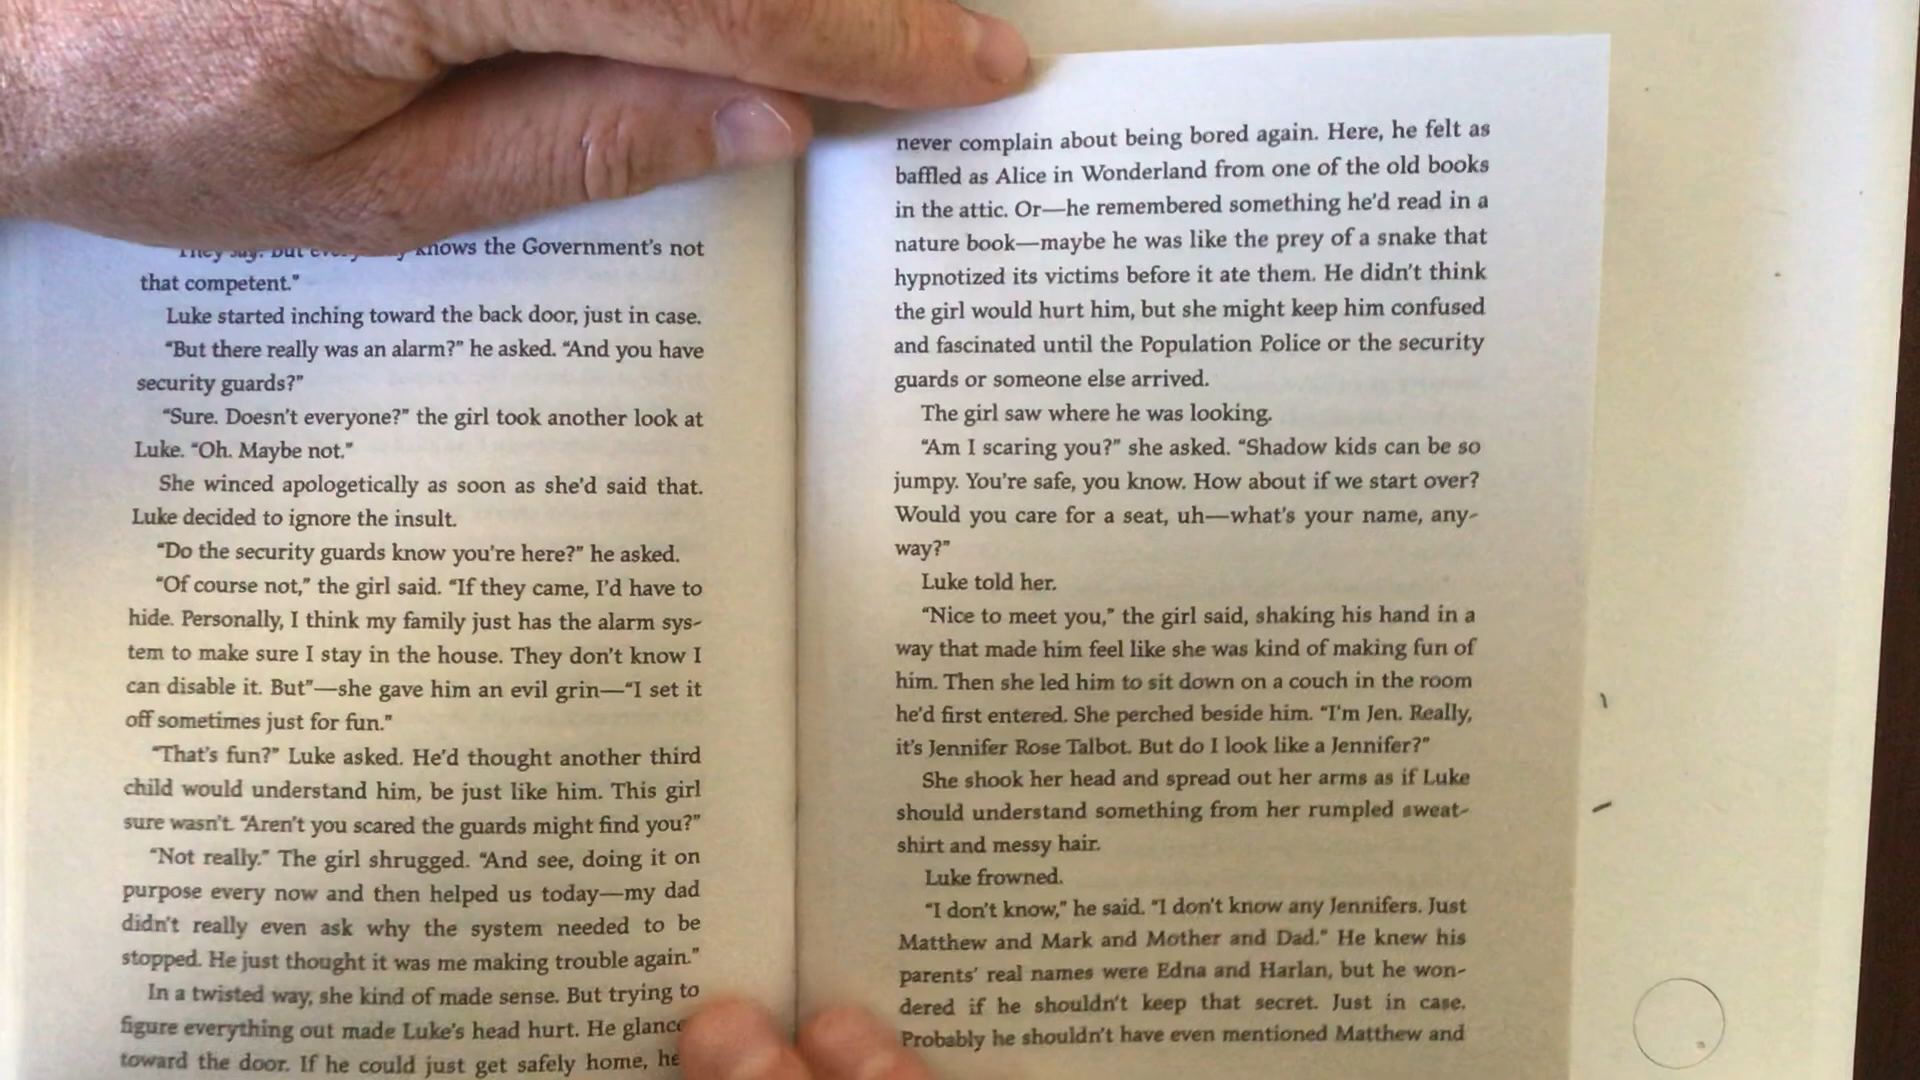 knows the Government's not
that competent."
Luke started inching toward the back door, just in case.
"But there really was an alarm?" he asked. "And you have
security guards?"
"Sure. Doesn't everyone?" the girl took another look at
Luke. "Oh. Maybe not."
She winced apologetically as soon as she'd said that.
Luke decided to ignore the insult.
"Do the security guards know you're here?" he asked.
"Of course not," the girl said. "If they came, I'd have to
hide. Personally, I think my family just has the alarm sys-
tem to make sure I stay in the house. They don't know I
can disable it. But"—she gave him an evil grin—"I set it
off sometimes just for fun."
"That's fun?" Luke asked. He'd thought another third
child would understand him, be just like him. This girl
sure wasn't. "Aren't you scared the guards might find you?"
"Not really." The girl shrugged. "And see, doing it on
purpose every now and then helped us today—my dad
didn't really even ask why the system needed to be
stopped. He just thought it was me making trouble again."
In a twisted way, she kind of made sense. But trying to
figure everything out made Luke's head hurt. He
toward the door. If he could just get safely home,
never complain about being bored again. Here, he felt as
baffled as Alice in Wonderland from one of the old books
in the attic. Or—he remembered something he'd read in a
nature book—maybe he was like the prey of a snake that
hypnotized its victims before it ate them. He didn't think
the girl would hurt him, but she might keep him confused
and fascinated until the Population Police or the security
guards or someone else arrived.
The girl saw where he was looking.
"Am I scaring you?" she asked. "Shadow kids can be so
jumpy. You're safe, you know. How about if we start over?
Would you care for a seat, uh—what's your name, any-
way?"
Luke told her.
"Nice to meet you," the girl said, shaking his hand in a
way that made him feel like she was kind of making fun of
him. Then she led him to sit down on a couch in the room
he'd first entered. She perched beside him. "I'm Jen. Really,
it's Jennifer Rose Talbot. But do I look like a Jennifer?"
She shook her head and spread out her arms as if Luke
should understand something from her rumpled sweat-
shirt and messy hair.
Luke frowned.
"I don't know," he said. "I don't know any Jennifers. Just
Matthew and Mark and Mother and Dad." He knew his
parents' real names were Edna and Harlan, but he won-
dered if he shouldn't keep that secret. Just in case.
Probably he shouldn't have even mentioned Matthew and